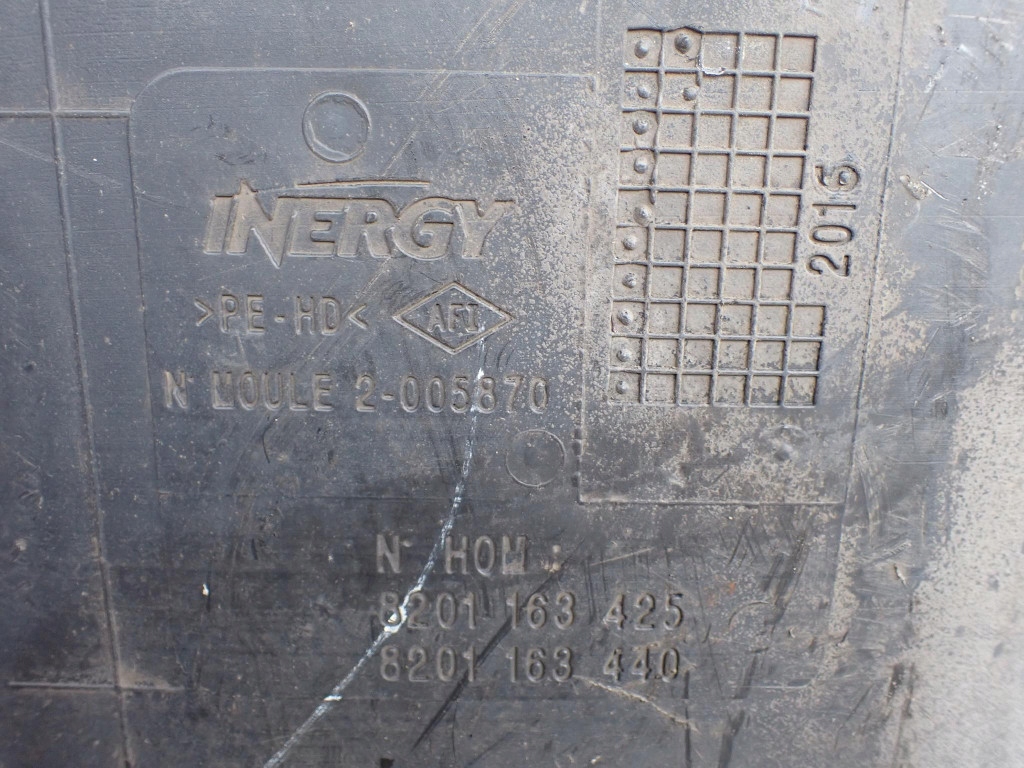 INERGY
>PE-HD<
AFI
N° MOULE 2-005870
2016
N° HOM :
8201 163 425
8201 163 440